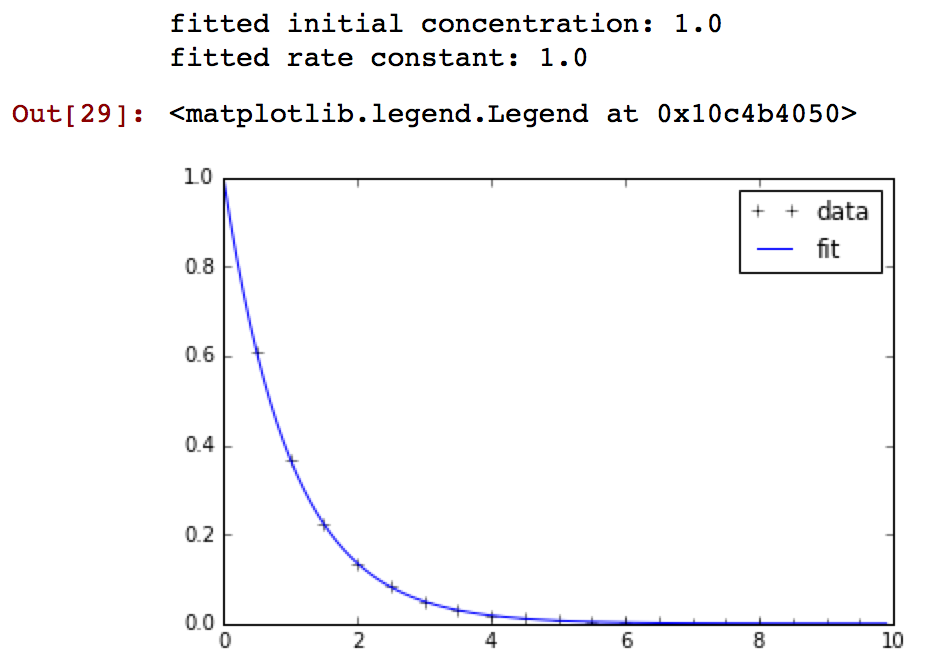 fitted initial concentration: 1.0
fitted rate constant: 1.0
Out[29]: <matplotlib.legend.Legend at 0x10c4b4050>
1.0
data
fit
0.8
0.6
0.4
0.2
0.0
0 2 4 6 8 10